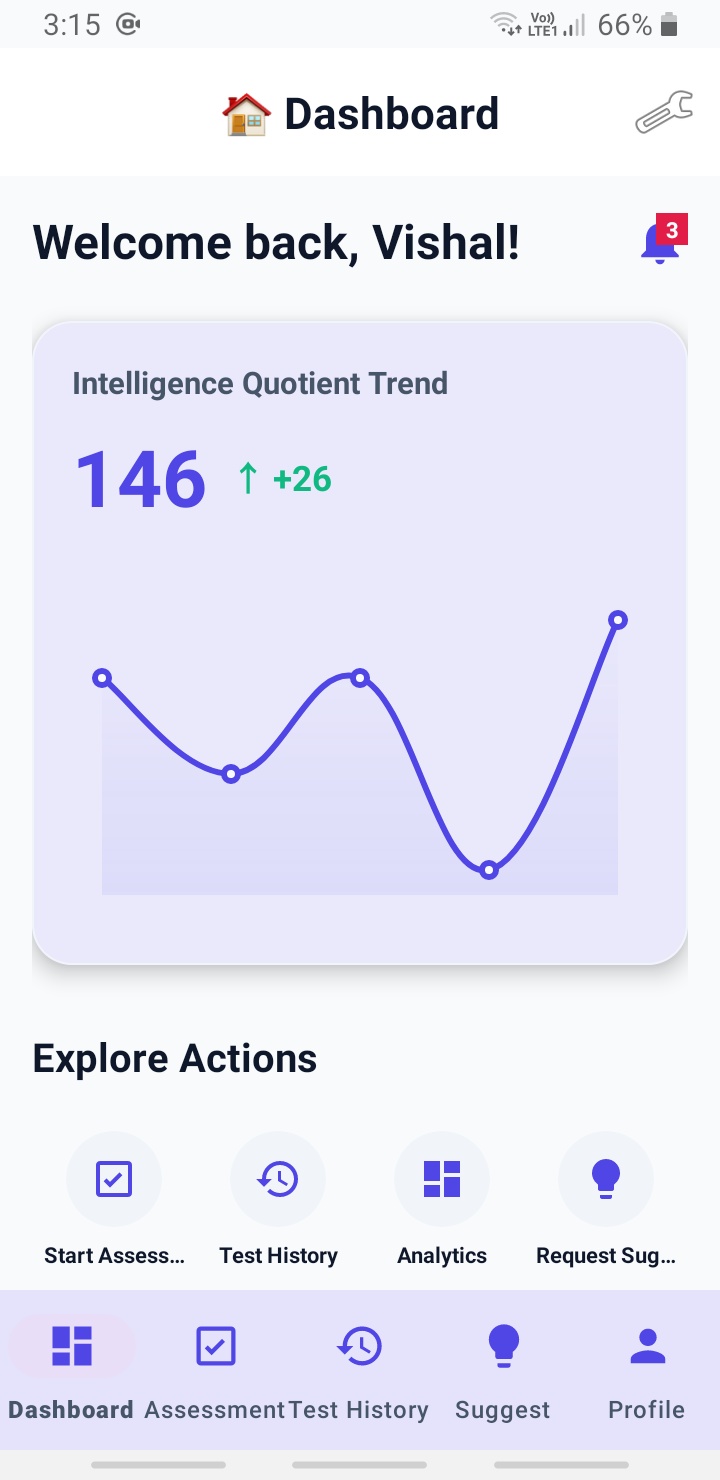 3:15 Vo)) LTE1 66%
Dashboard
Welcome back, Vishal!
3
Intelligence Quotient Trend
146 ↑ +26
Explore Actions
Start Assess... Test History Analytics Request Sug...
Dashboard Assessment Test History Suggest Profile